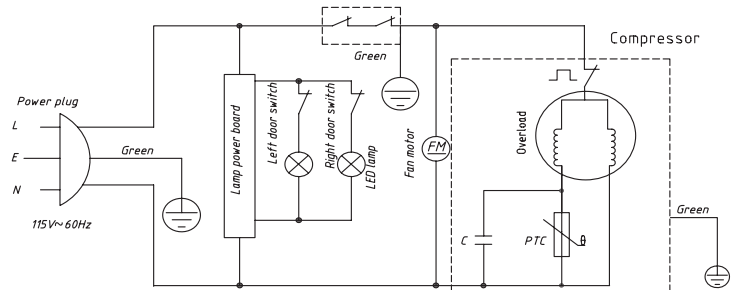 Compressor
Green
Power plug
L
E
N
Green
115V~ 60Hz
Lamp power board
Left door switch
Right door switch
LED lamp
Fan motor
FM
Overload
C
PTC
θ
Green